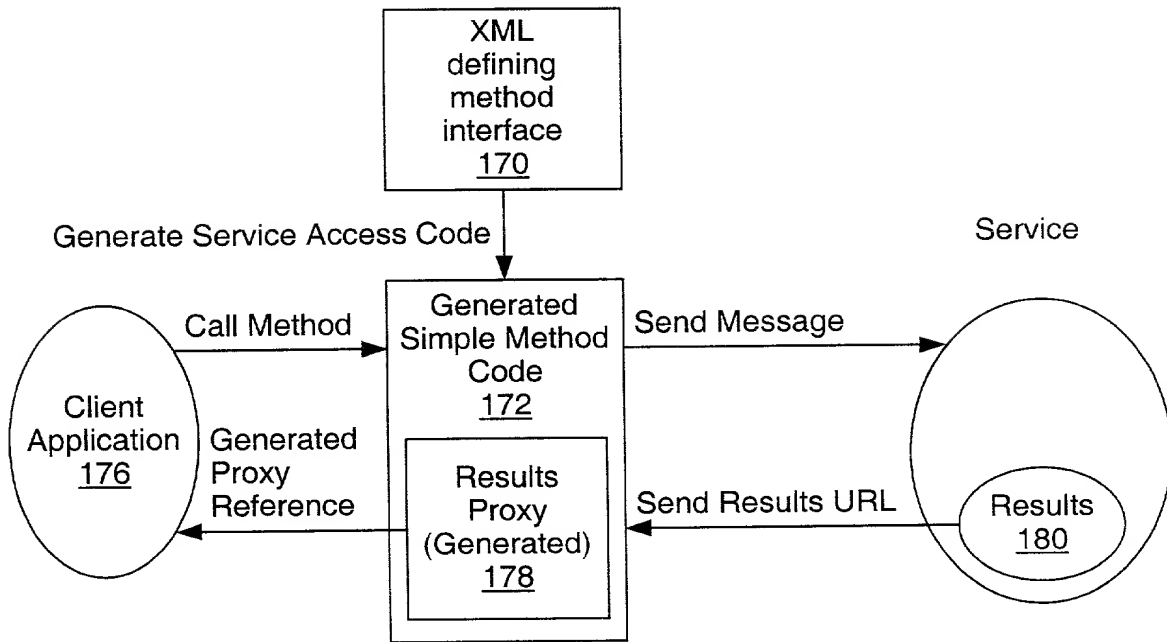 XML
defining
method
interface
170
Generate Service Access Code
Service
Generated
Simple Method
Code
172
Call Method
Send Message
Client
Application
176
Generated
Proxy
Reference
Results
Proxy
(Generated)
178
Send Results URL
Results
180